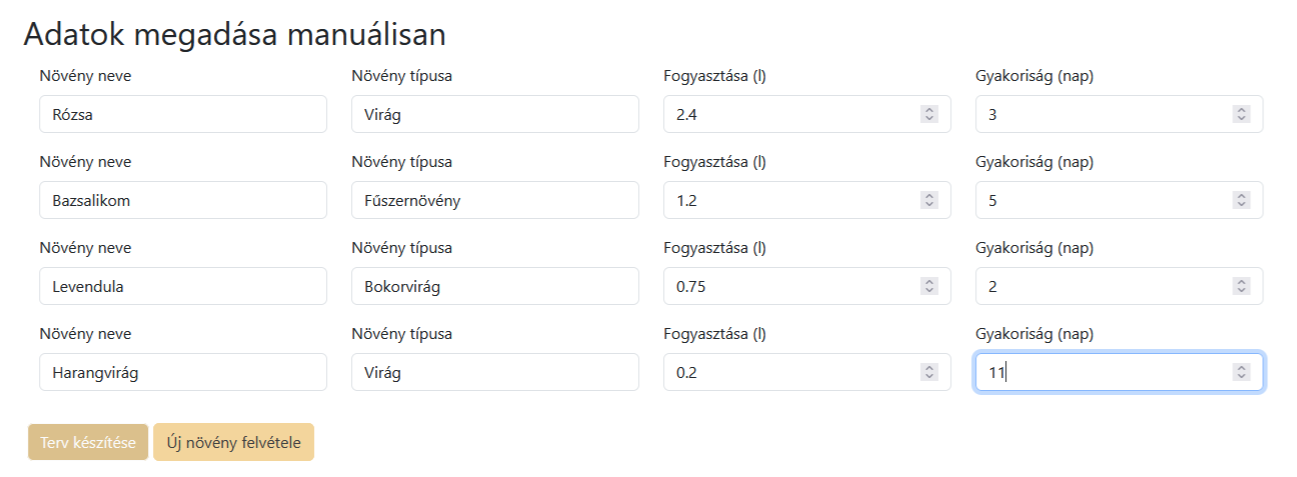 Adatok megadása manuálisan
Növény neve Növény típusa Fogyasztása (l) Gyakoriság (nap)
Rózsa Virág 2.4 3
Növény neve Növény típusa Fogyasztása (l) Gyakoriság (nap)
Bazsalikom Fűszernövény 1.2 5
Növény neve Növény típusa Fogyasztása (l) Gyakoriság (nap)
Levendula Bokorvirág 0.75 2
Növény neve Növény típusa Fogyasztása (l) Gyakoriság (nap)
Harangvirág Virág 0.2 11
Terv készítése Új növény felvétele